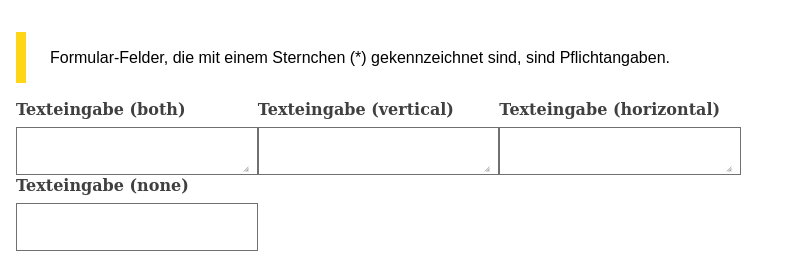 Formular-Felder, die mit einem Sternchen (*) gekennzeichnet sind, sind Pflichtangaben.
Texteingabe (both) Texteingabe (vertical) Texteingabe (horizontal)
Texteingabe (none)